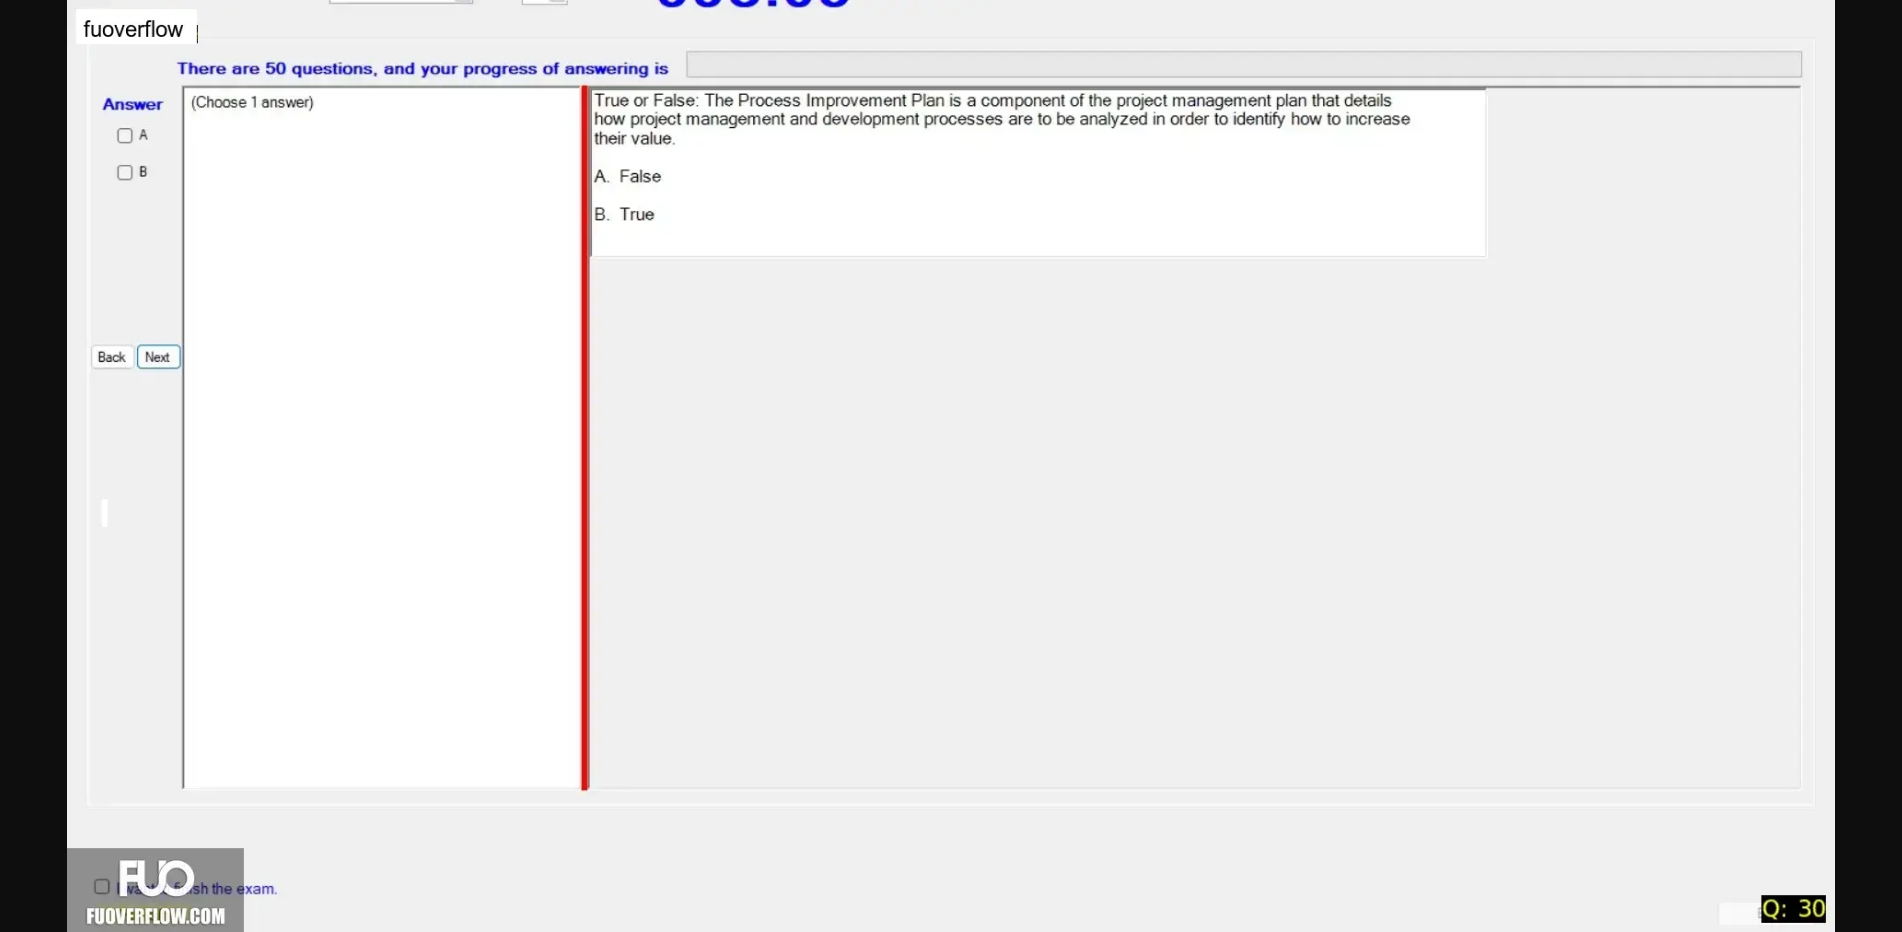 fuoverflow
There are 50 questions, and your progress of answering is
Answer
(Choose 1 answer)
A
B
True or False: The Process Improvement Plan is a component of the project management plan that details
how project management and development processes are to be analyzed in order to identify how to increase
their value.
A. False
B. True
Back Next
FUO
finish the exam.
FUOVERFLOW.COM
Q: 30